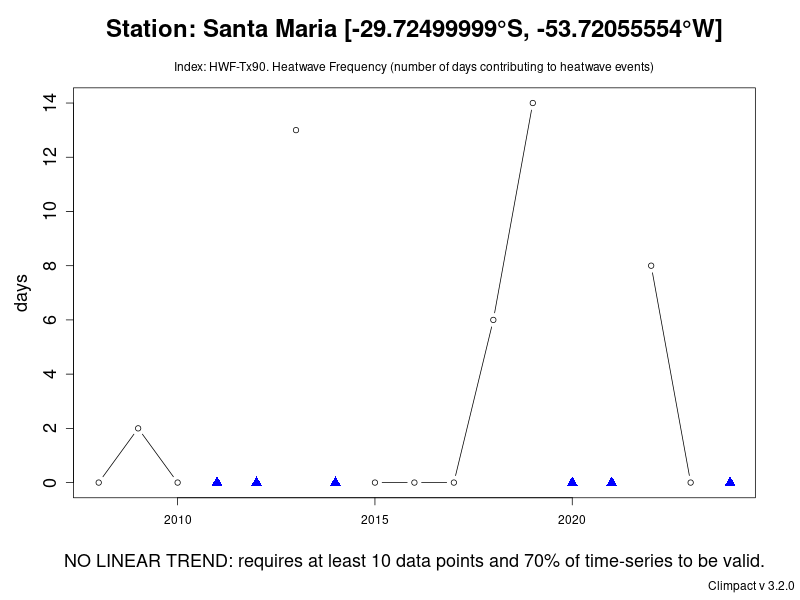 Station: Santa Maria [-29.72499999°S, -53.72055554°W]
Index: HWF-Tx90. Heatwave Frequency (number of days contributing to heatwave events)
14
12
10
8
6
4
2
0
days
2010
2015
2020
NO LINEAR TREND: requires at least 10 data points and 70% of time-series to be valid.
Climpact v 3.2.0